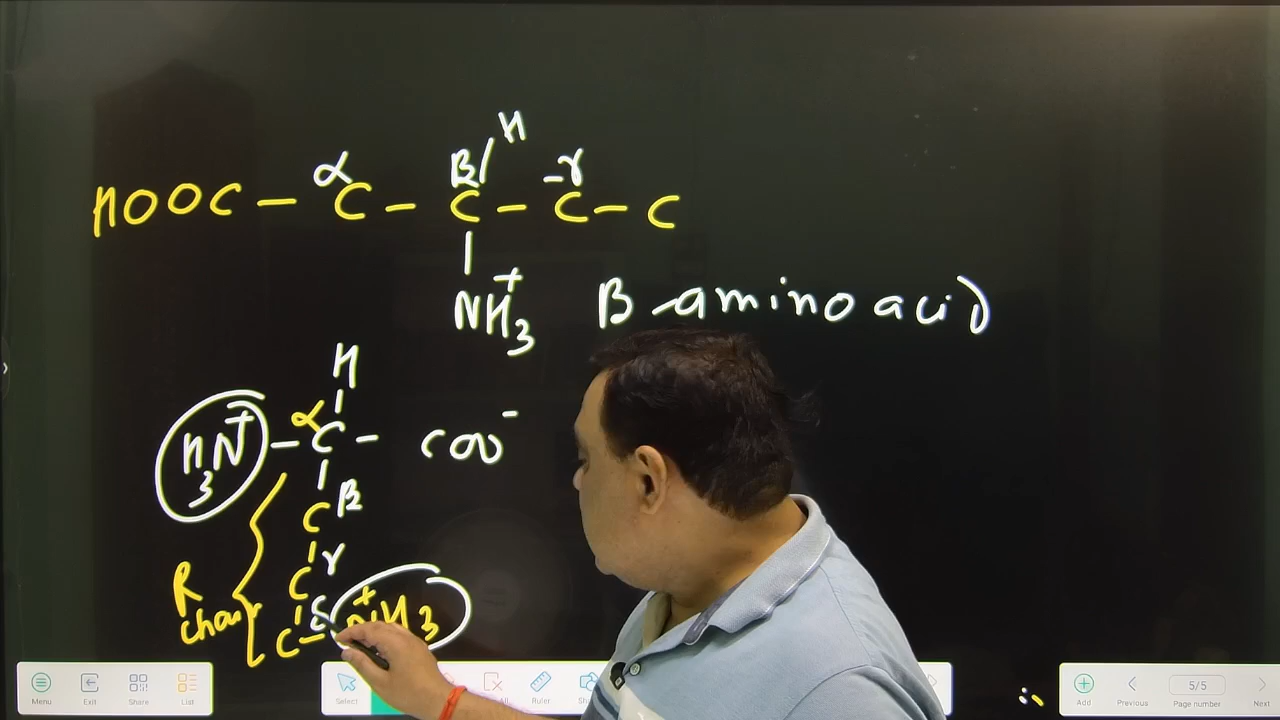 H
α β γ
HOOC - C - C - C - C
NH3+
β-amino acid
H
α
H3N+ - C - COO-
C β
C γ
R chain
C - δ N+H3
Menu Exit Share List Select Ruler Add Previous 5/5 Page number Next